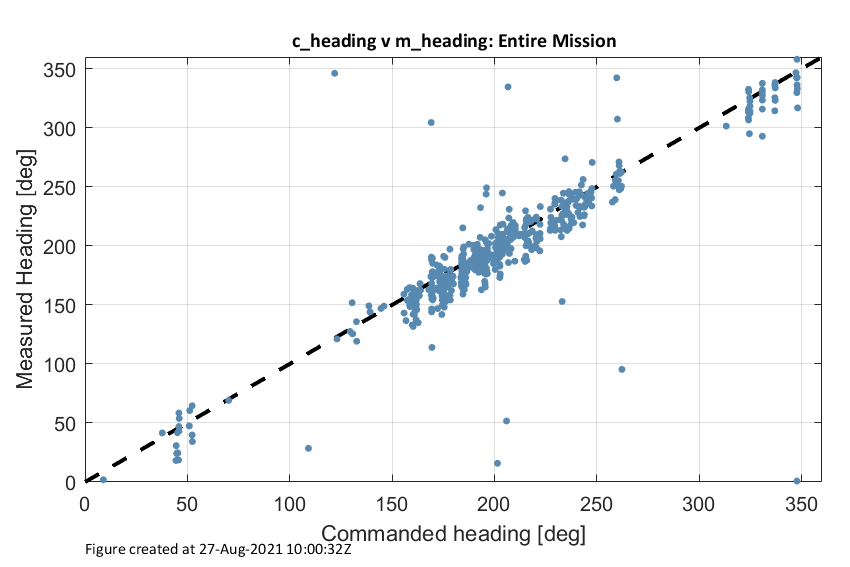 c_heading v m_heading: Entire Mission
Measured Heading [deg]
350
300
250
200
150
100
50
0
0 50 100 150 200 250 300 350
Commanded heading [deg]
Figure created at 27-Aug-2021 10:00:32Z